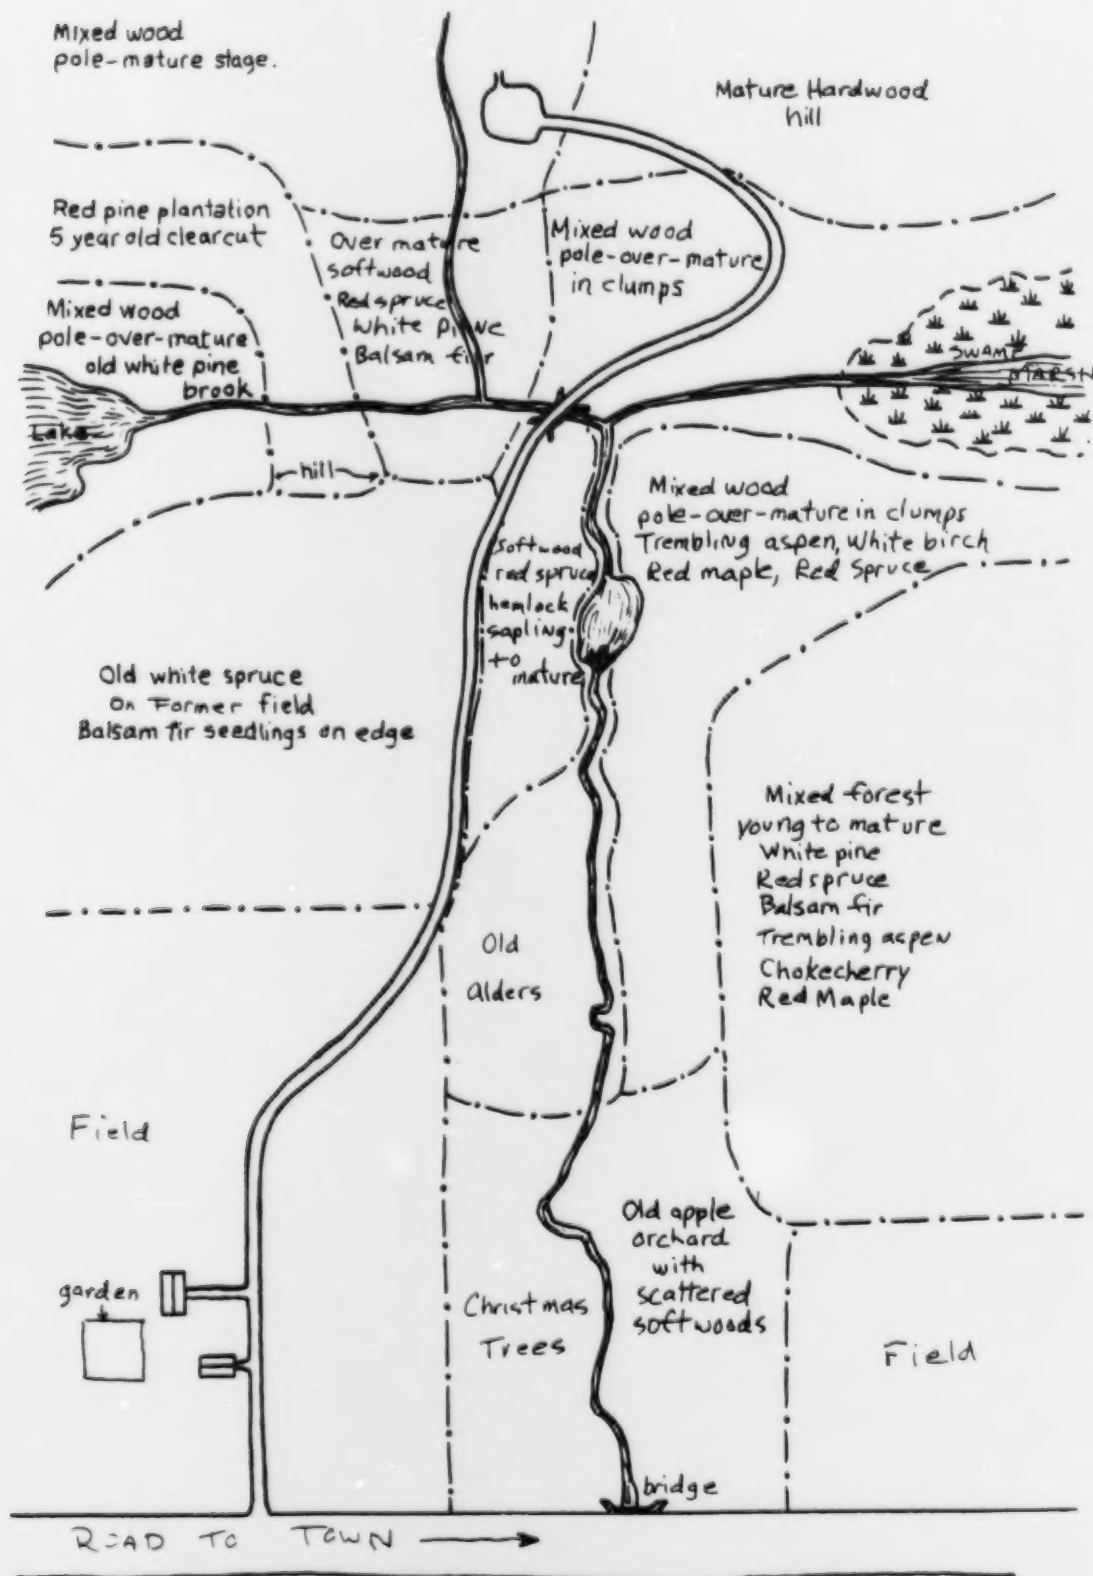 Mixed wood
pole-mature stage.
Mature Hardwood
hill
Red pine plantation
5 year old clearcut
Over mature
softwood
Red spruce
White pine
Balsam fir
Mixed wood
pole-over-mature
in clumps
Mixed wood
pole-over-mature
old white pine
brook
SWAMP
MARSH
Lake
hill
Mixed wood
pole-over-mature in clumps
Trembling aspen, White birch
Red maple, Red Spruce
Softwood
red spruce
hemlock
sapling
to
mature
Old white spruce
On Former field
Balsam fir seedlings on edge
Mixed forest
young to mature
White pine
Red spruce
Balsam fir
Trembling aspen
Chokecherry
Red Maple
Old
alders
Field
Old apple
orchard
with
scattered
softwoods
garden
Christmas
Trees
Field
bridge
ROAD TO TOWN